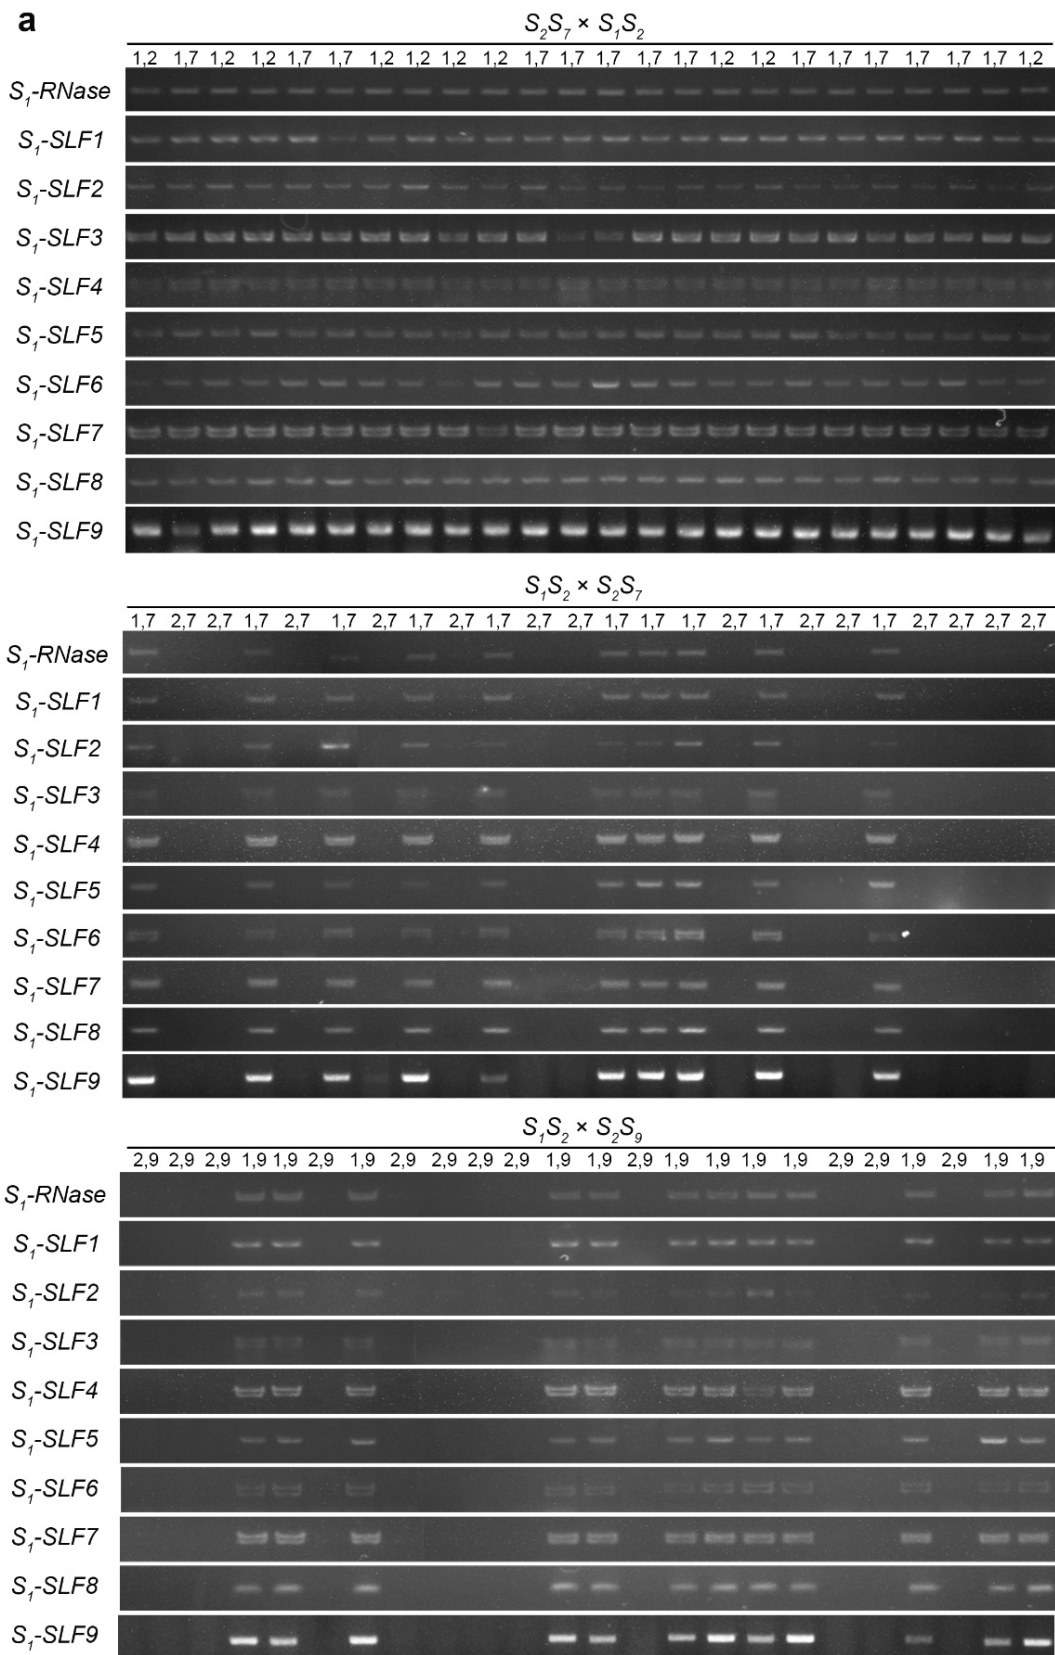 a
S₂S₇ × S₁S₂
1,2 1,7 1,2 1,2 1,7 1,7 1,2 1,2 1,2 1,2 1,7 1,7 1,7 1,7 1,7 1,2 1,2 1,7 1,7 1,7 1,7 1,7 1,7 1,2
S₁-RNase
S₁-SLF1
S₁-SLF2
S₁-SLF3
S₁-SLF4
S₁-SLF5
S₁-SLF6
S₁-SLF7
S₁-SLF8
S₁-SLF9
S₁S₂ × S₂S₇
1,7 2,7 2,7 1,7 2,7 1,7 2,7 1,7 2,7 1,7 2,7 2,7 1,7 1,7 1,7 2,7 1,7 2,7 2,7 1,7 2,7 2,7 2,7 2,7
S₁-RNase
S₁-SLF1
S₁-SLF2
S₁-SLF3
S₁-SLF4
S₁-SLF5
S₁-SLF6
S₁-SLF7
S₁-SLF8
S₁-SLF9
S₁S₂ × S₂S₉
2,9 2,9 2,9 1,9 1,9 2,9 1,9 2,9 2,9 2,9 2,9 1,9 1,9 2,9 1,9 1,9 1,9 1,9 2,9 2,9 1,9 2,9 1,9 1,9
S₁-RNase
S₁-SLF1
S₁-SLF2
S₁-SLF3
S₁-SLF4
S₁-SLF5
S₁-SLF6
S₁-SLF7
S₁-SLF8
S₁-SLF9